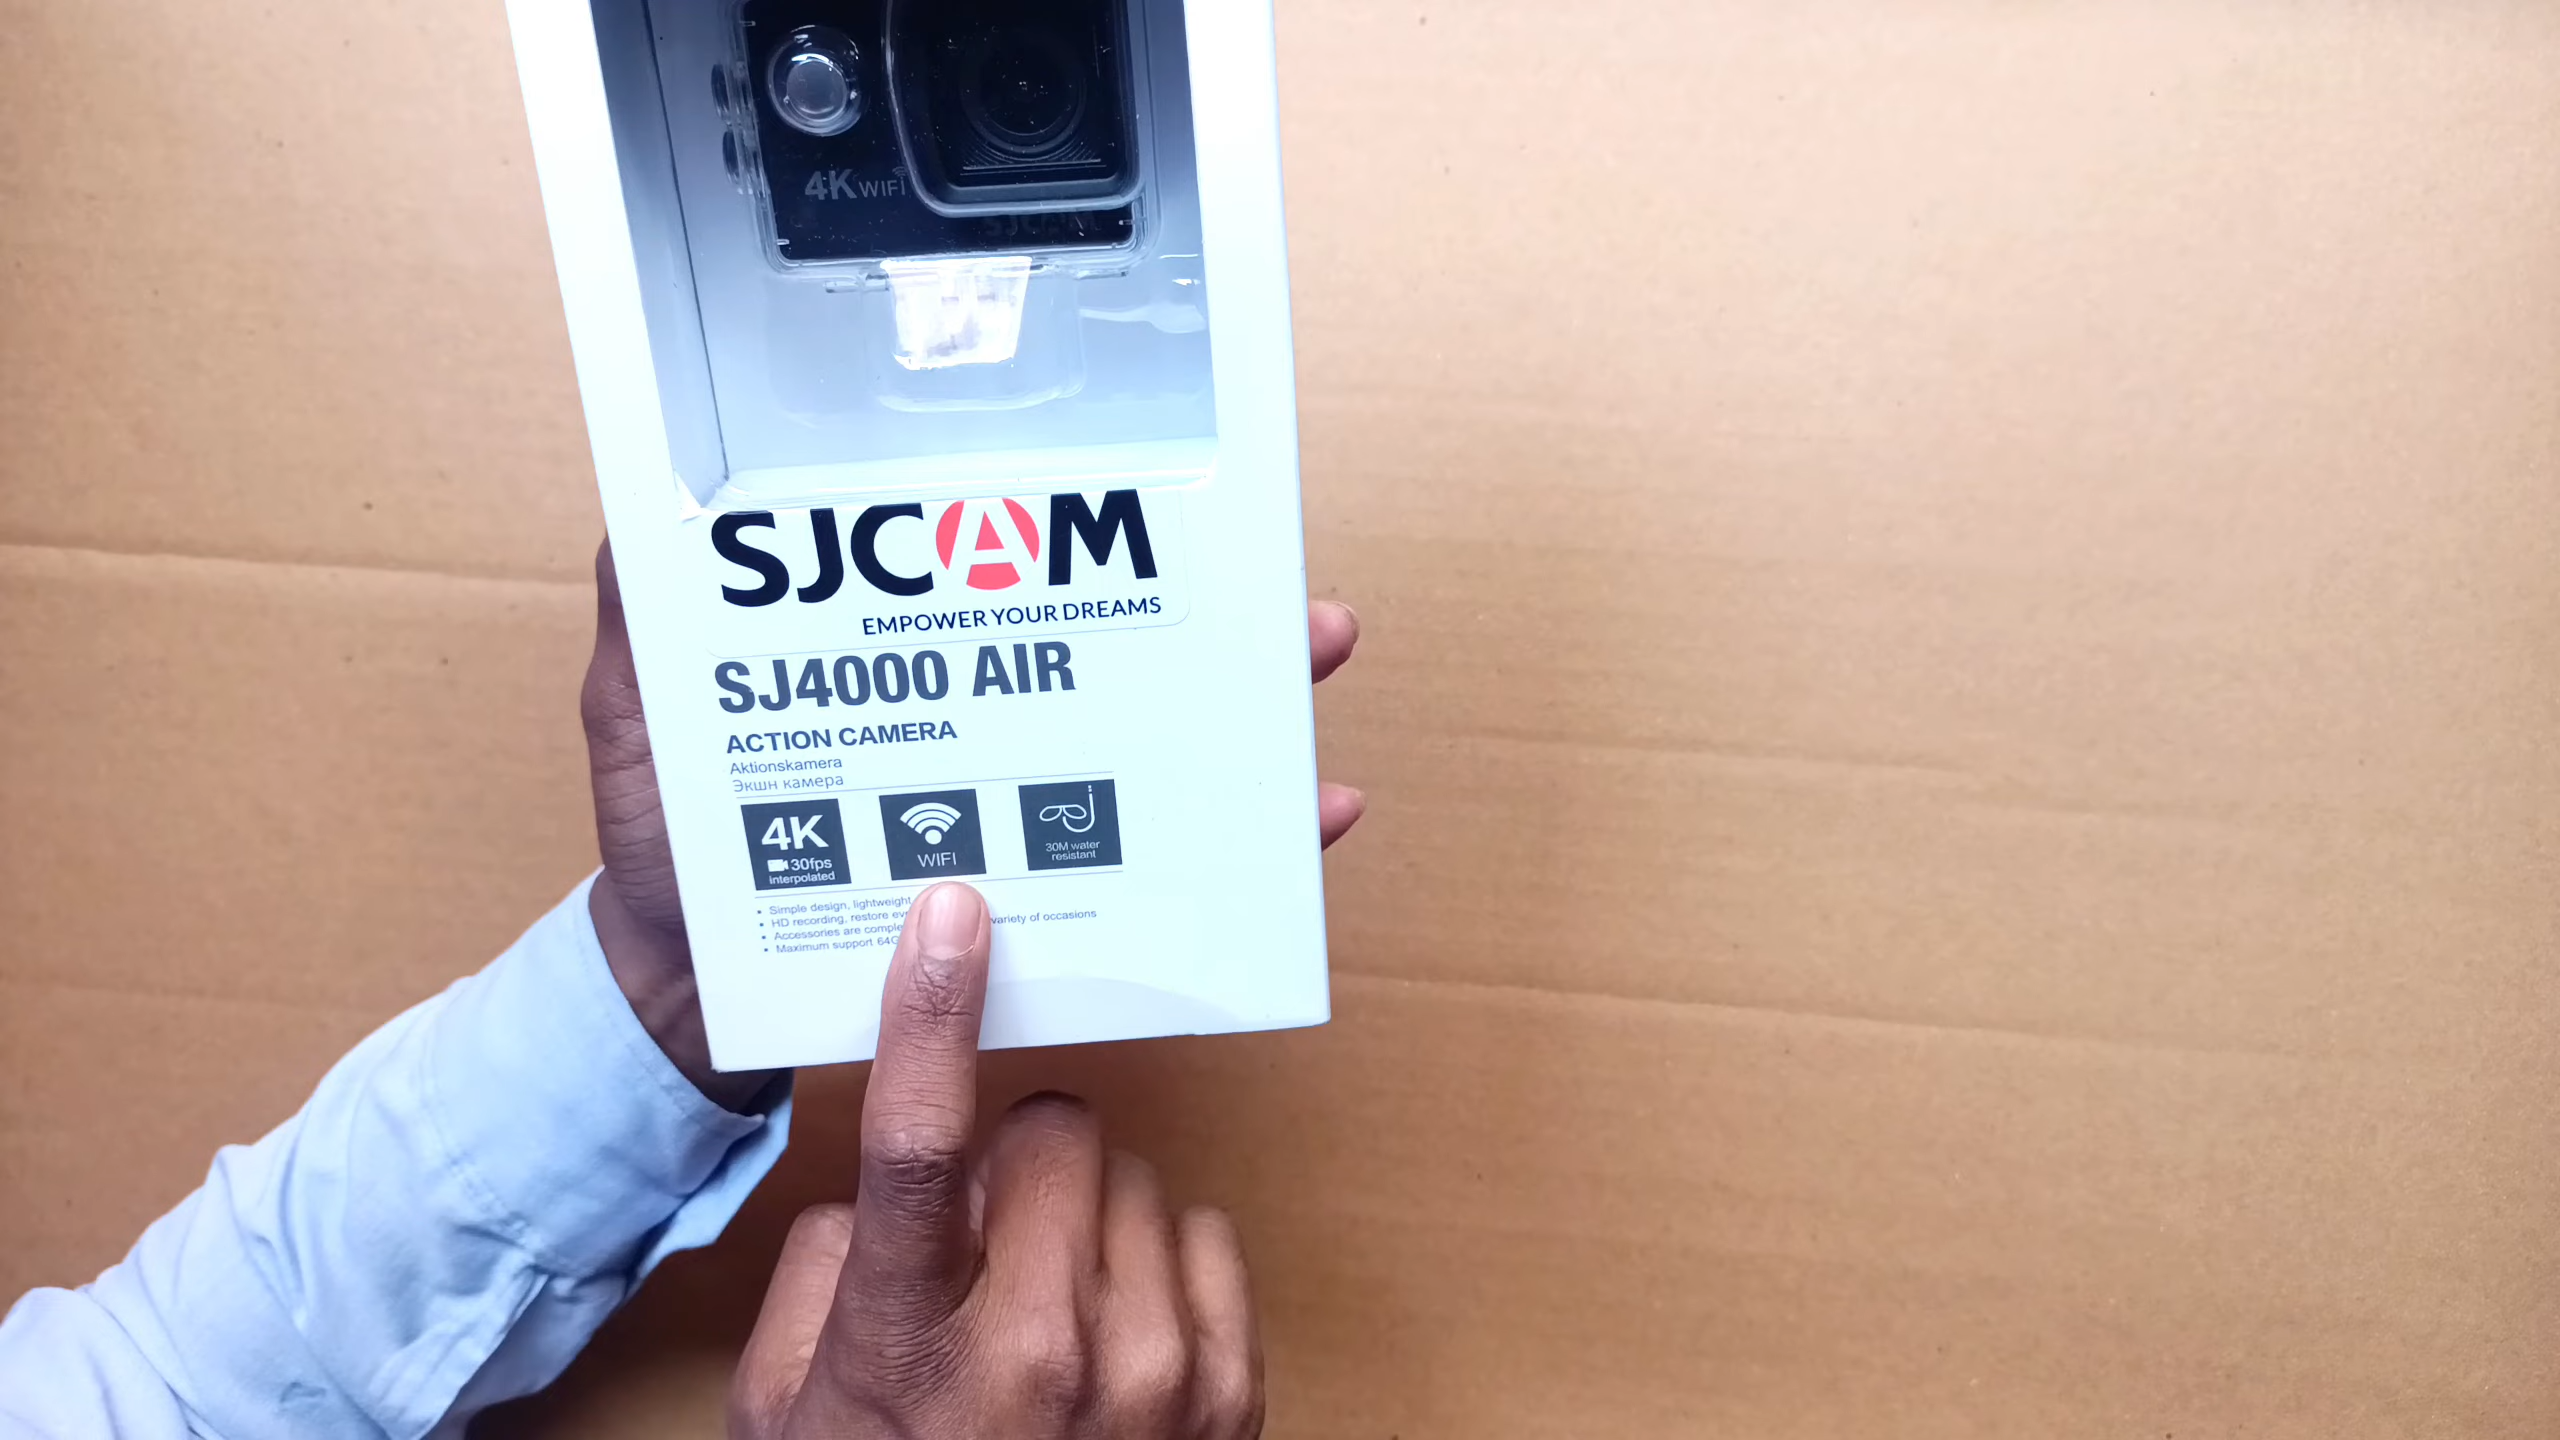 4K WIFI
SJCAM
SJCAM
EMPOWER YOUR DREAMS
SJ4000 AIR
ACTION CAMERA
Aktionskamera
Экшн камера
4K
30fps
interpolated
WIFI
30M water
resistant
• Simple design, lightweight
• HD recording, restore variety of occasions
• Accessories are
• Maximum support